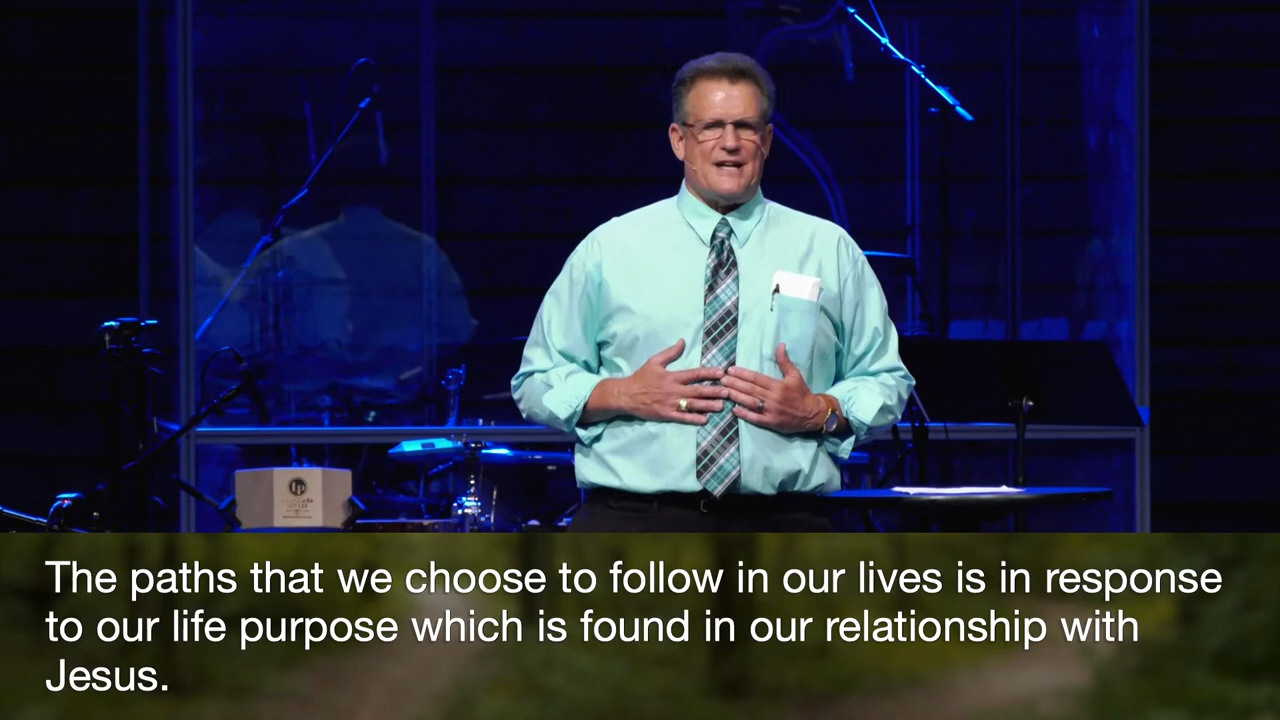 LP
The paths that we choose to follow in our lives is in response
to our life purpose which is found in our relationship with
Jesus.